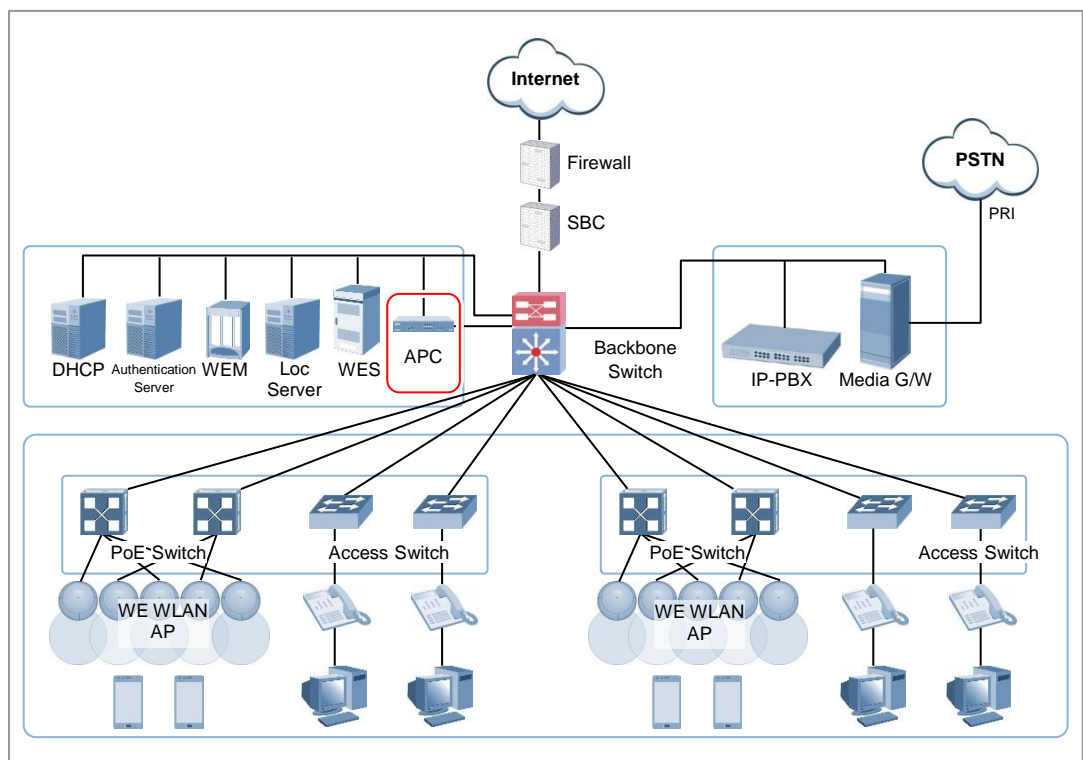 Internet
Firewall
PSTN
SBC
PRI
DHCP
Authentication
Server
WEM
Loc
Server
WES
APC
Backbone
Switch
IP-PBX
Media G/W
PoE Switch
Access Switch
PoE Switch
Access Switch
WE WLAN
AP
WE WLAN
AP